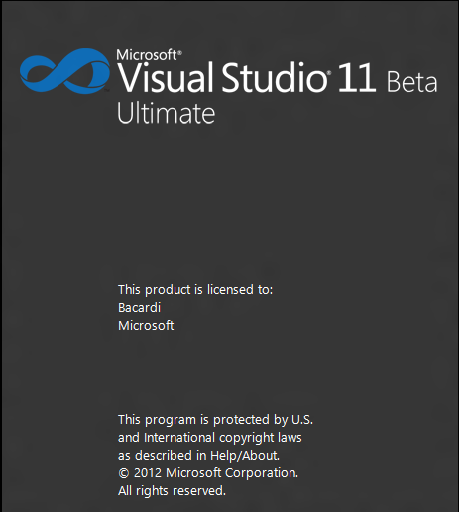 Microsoft®
Visual Studio® 11 Beta
Ultimate
This product is licensed to:
Bacardi
Microsoft
This program is protected by U.S.
and International copyright laws
as described in Help/About.
© 2012 Microsoft Corporation.
All rights reserved.